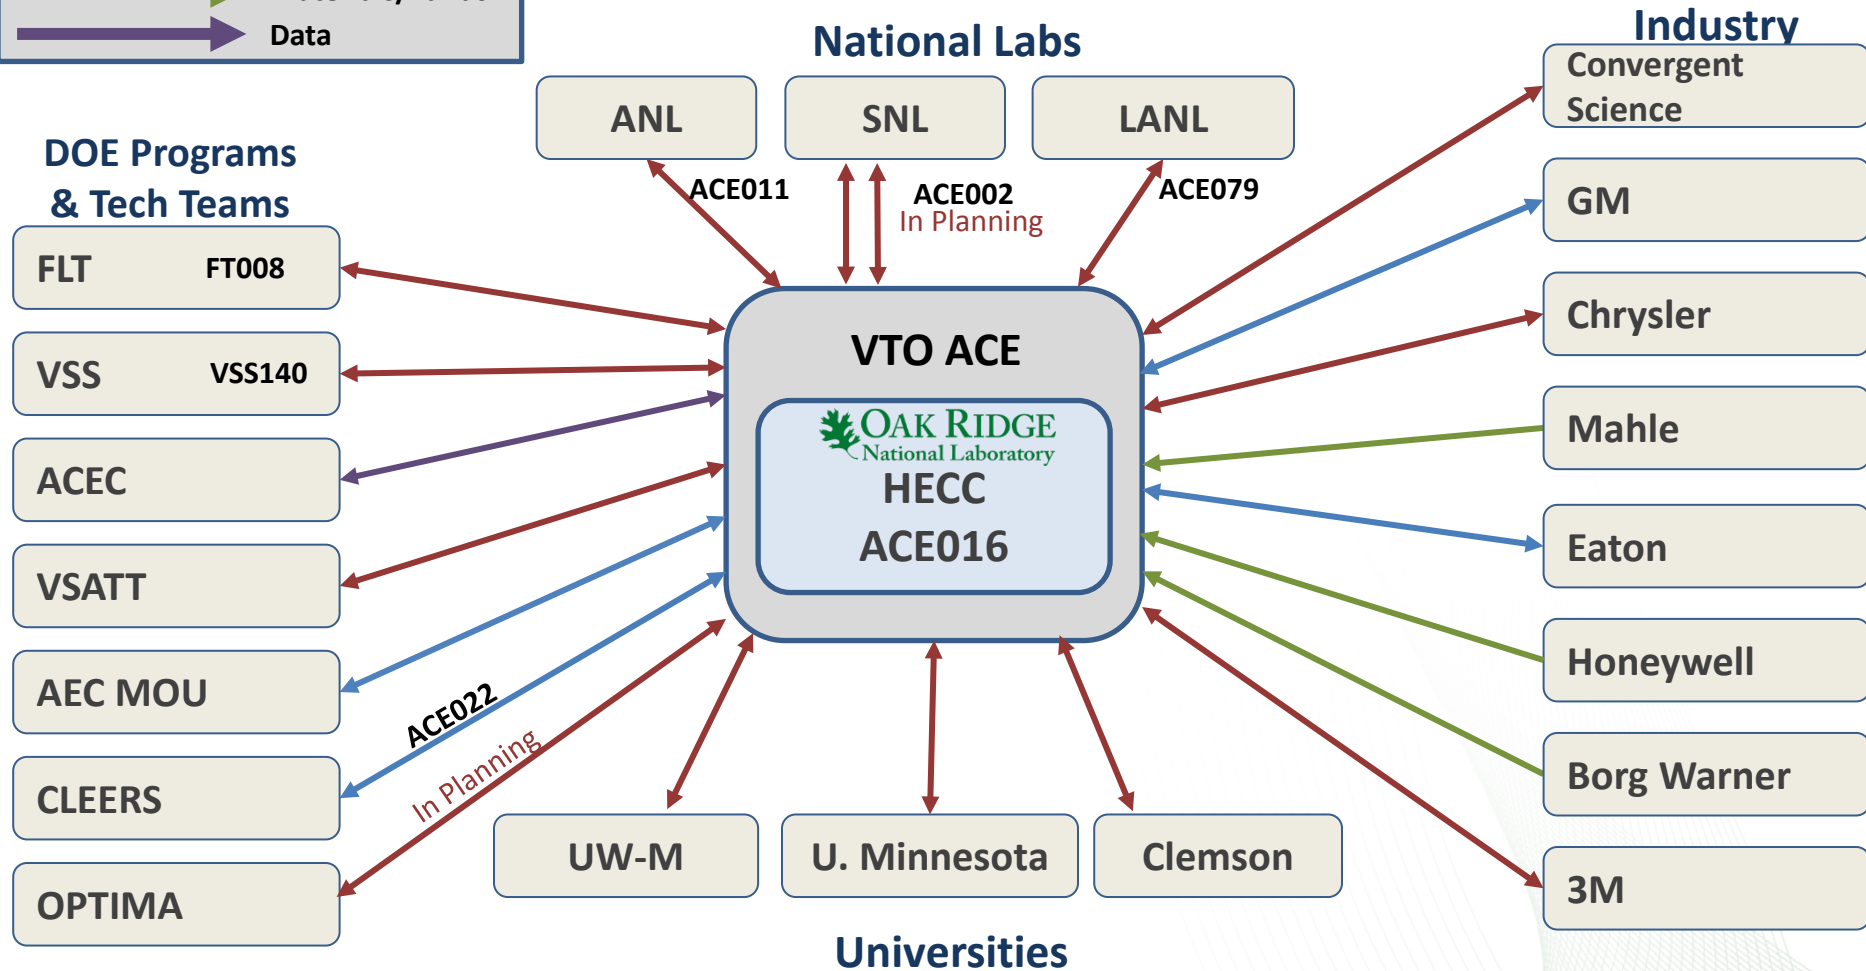 Data
National Labs
Industry
ANL
SNL
LANL
Convergent
Science
DOE Programs
& Tech Teams
ACE011
ACE002
In Planning
ACE079
GM
FLT FT008
Chrysler
VSS VSS140
VTO ACE
Mahle
OAK RIDGE
National Laboratory
HECC
ACE016
ACEC
Eaton
VSATT
Honeywell
AEC MOU
ACE022
In Planning
CLEERS
Borg Warner
UW-M
U. Minnesota
Clemson
OPTIMA
3M
Universities